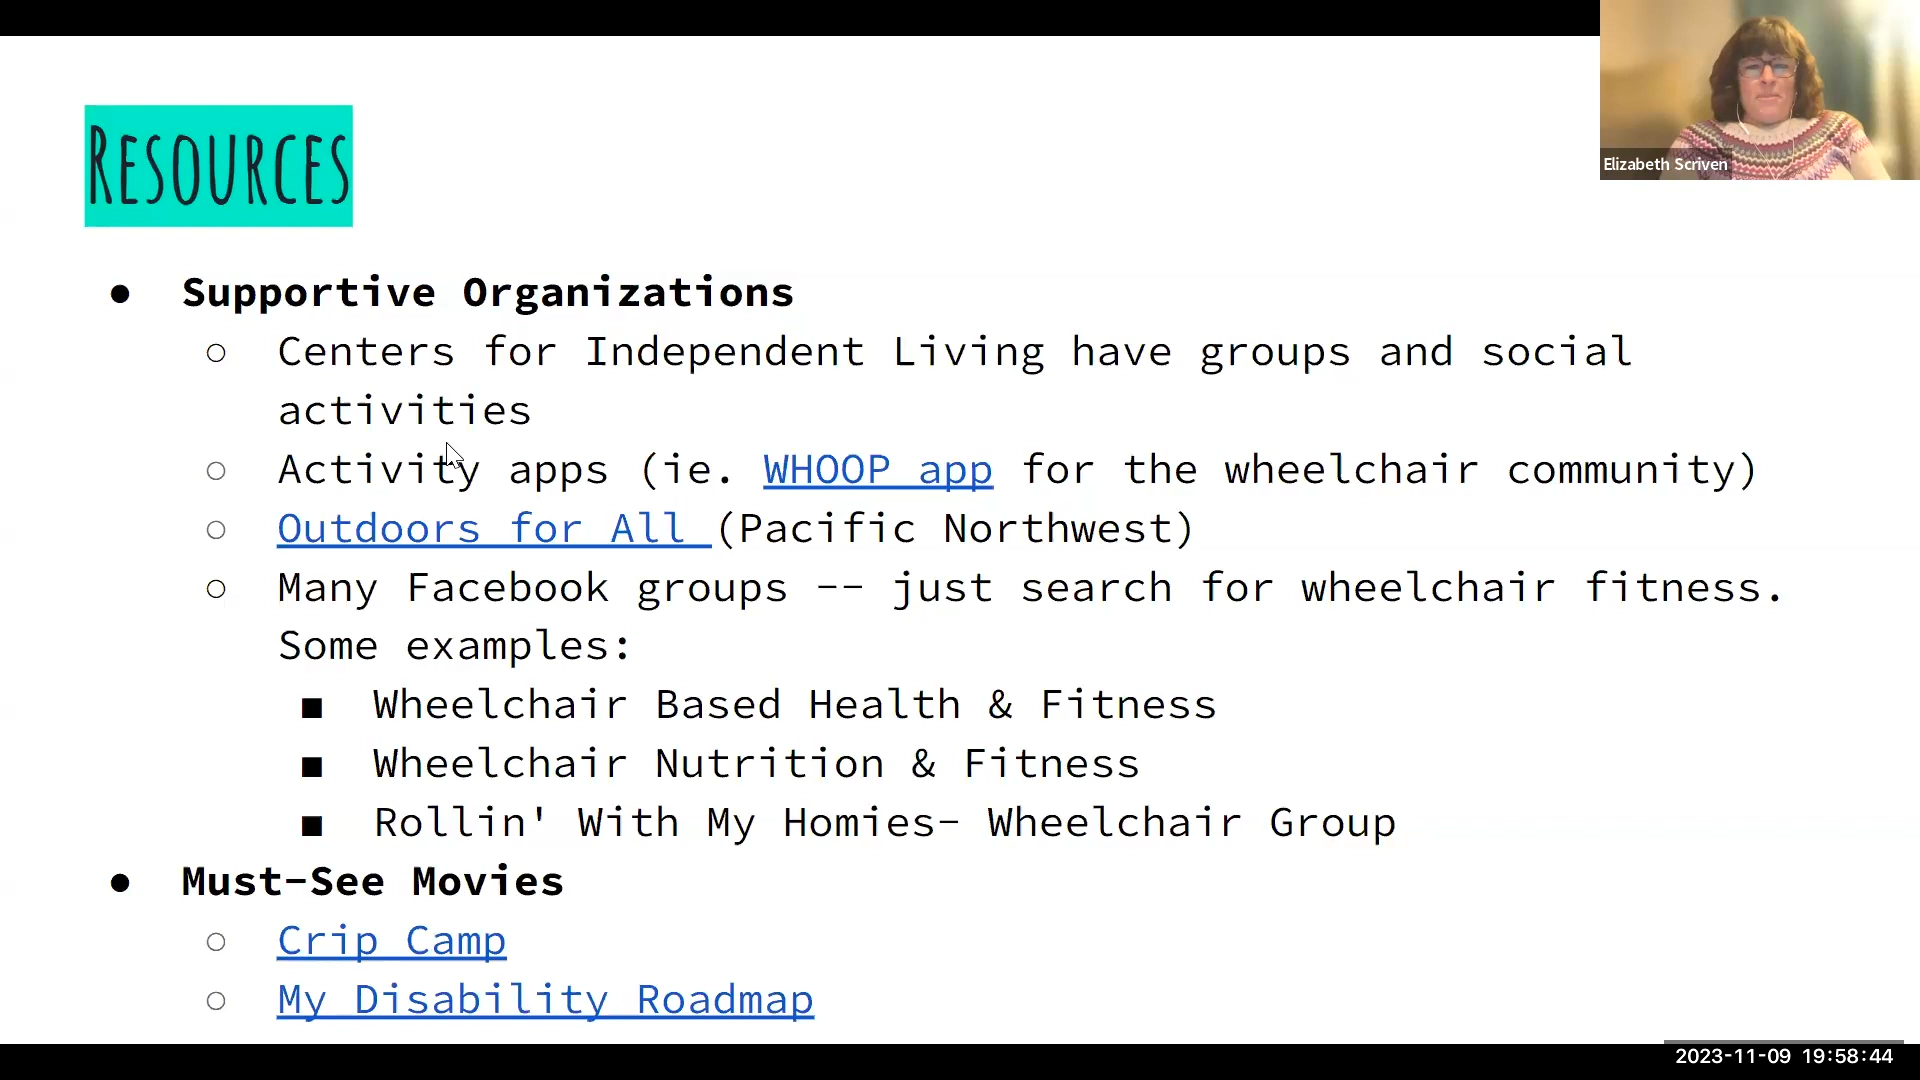 Resources
Elizabeth Scriven
● Supportive Organizations
○ Centers for Independent Living have groups and social
activities
○ Activity apps (ie. WHOOP app for the wheelchair community)
○ Outdoors for All (Pacific Northwest)
○ Many Facebook groups -- just search for wheelchair fitness.
Some examples:
■ Wheelchair Based Health & Fitness
■ Wheelchair Nutrition & Fitness
■ Rollin' With My Homies- Wheelchair Group
● Must-See Movies
○ Crip Camp
○ My Disability Roadmap
2023-11-09 19:58:44